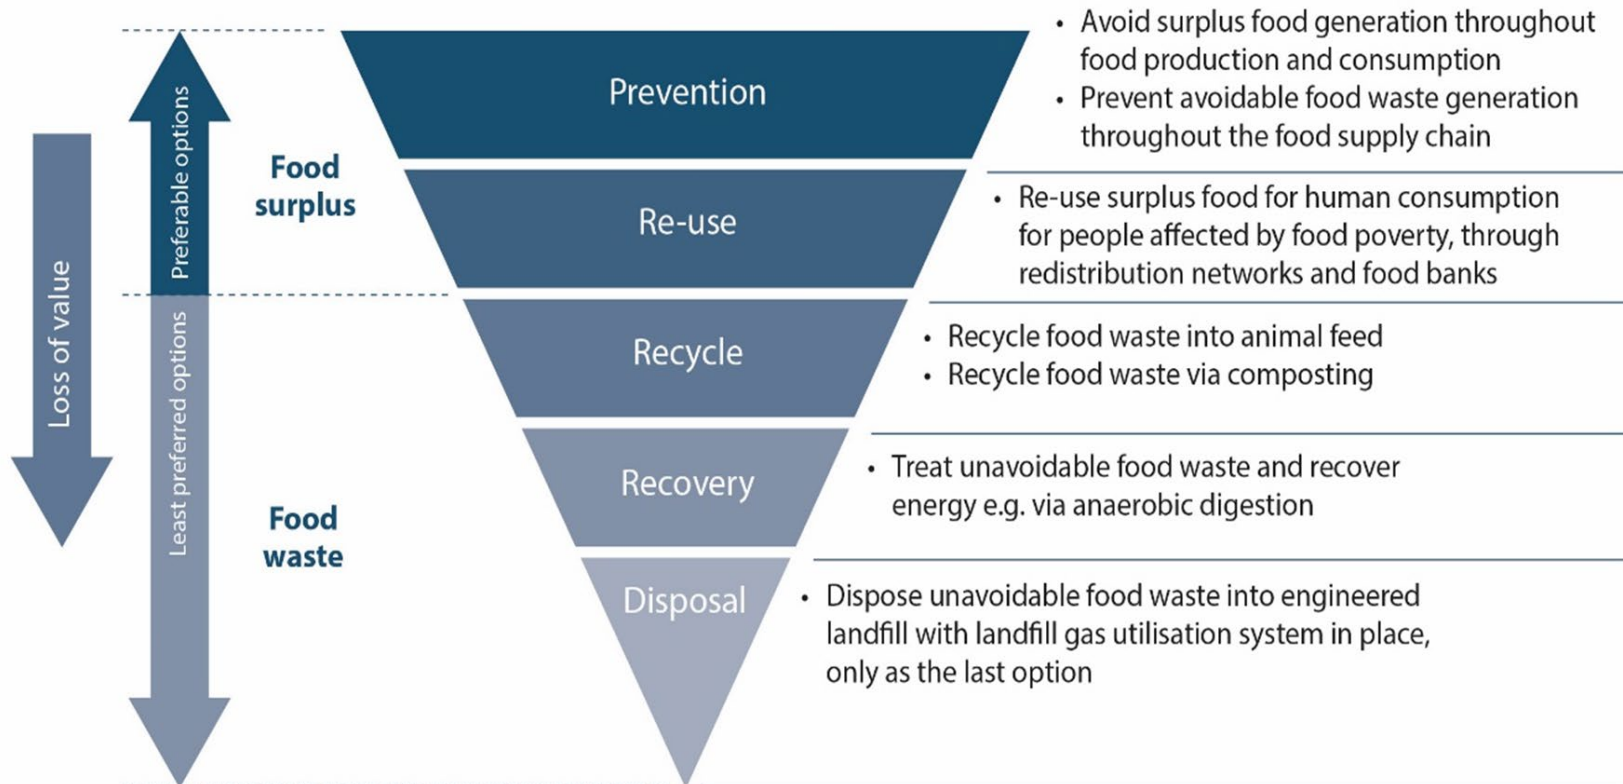 Loss of value
Preferable options
Least preferred options
Food
surplus
Food
waste
Prevention
• Avoid surplus food generation throughout
food production and consumption
• Prevent avoidable food waste generation
throughout the food supply chain
Re-use
• Re-use surplus food for human consumption
for people affected by food poverty, through
redistribution networks and food banks
Recycle
• Recycle food waste into animal feed
• Recycle food waste via composting
Recovery
• Treat unavoidable food waste and recover
energy e.g. via anaerobic digestion
Disposal
• Dispose unavoidable food waste into engineered
landfill with landfill gas utilisation system in place,
only as the last option